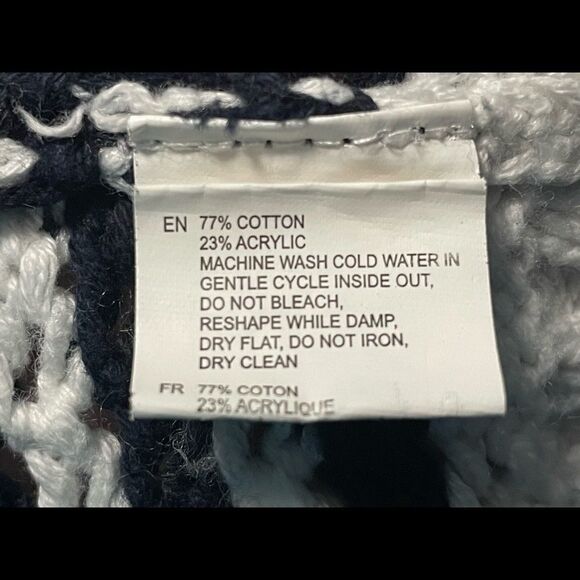 EN 77% COTTON
23% ACRYLIC
MACHINE WASH COLD WATER IN
GENTLE CYCLE INSIDE OUT,
DO NOT BLEACH,
RESHAPE WHILE DAMP,
DRY FLAT, DO NOT IRON,
DRY CLEAN
FR 77% COTON
23% ACRYLIQUE